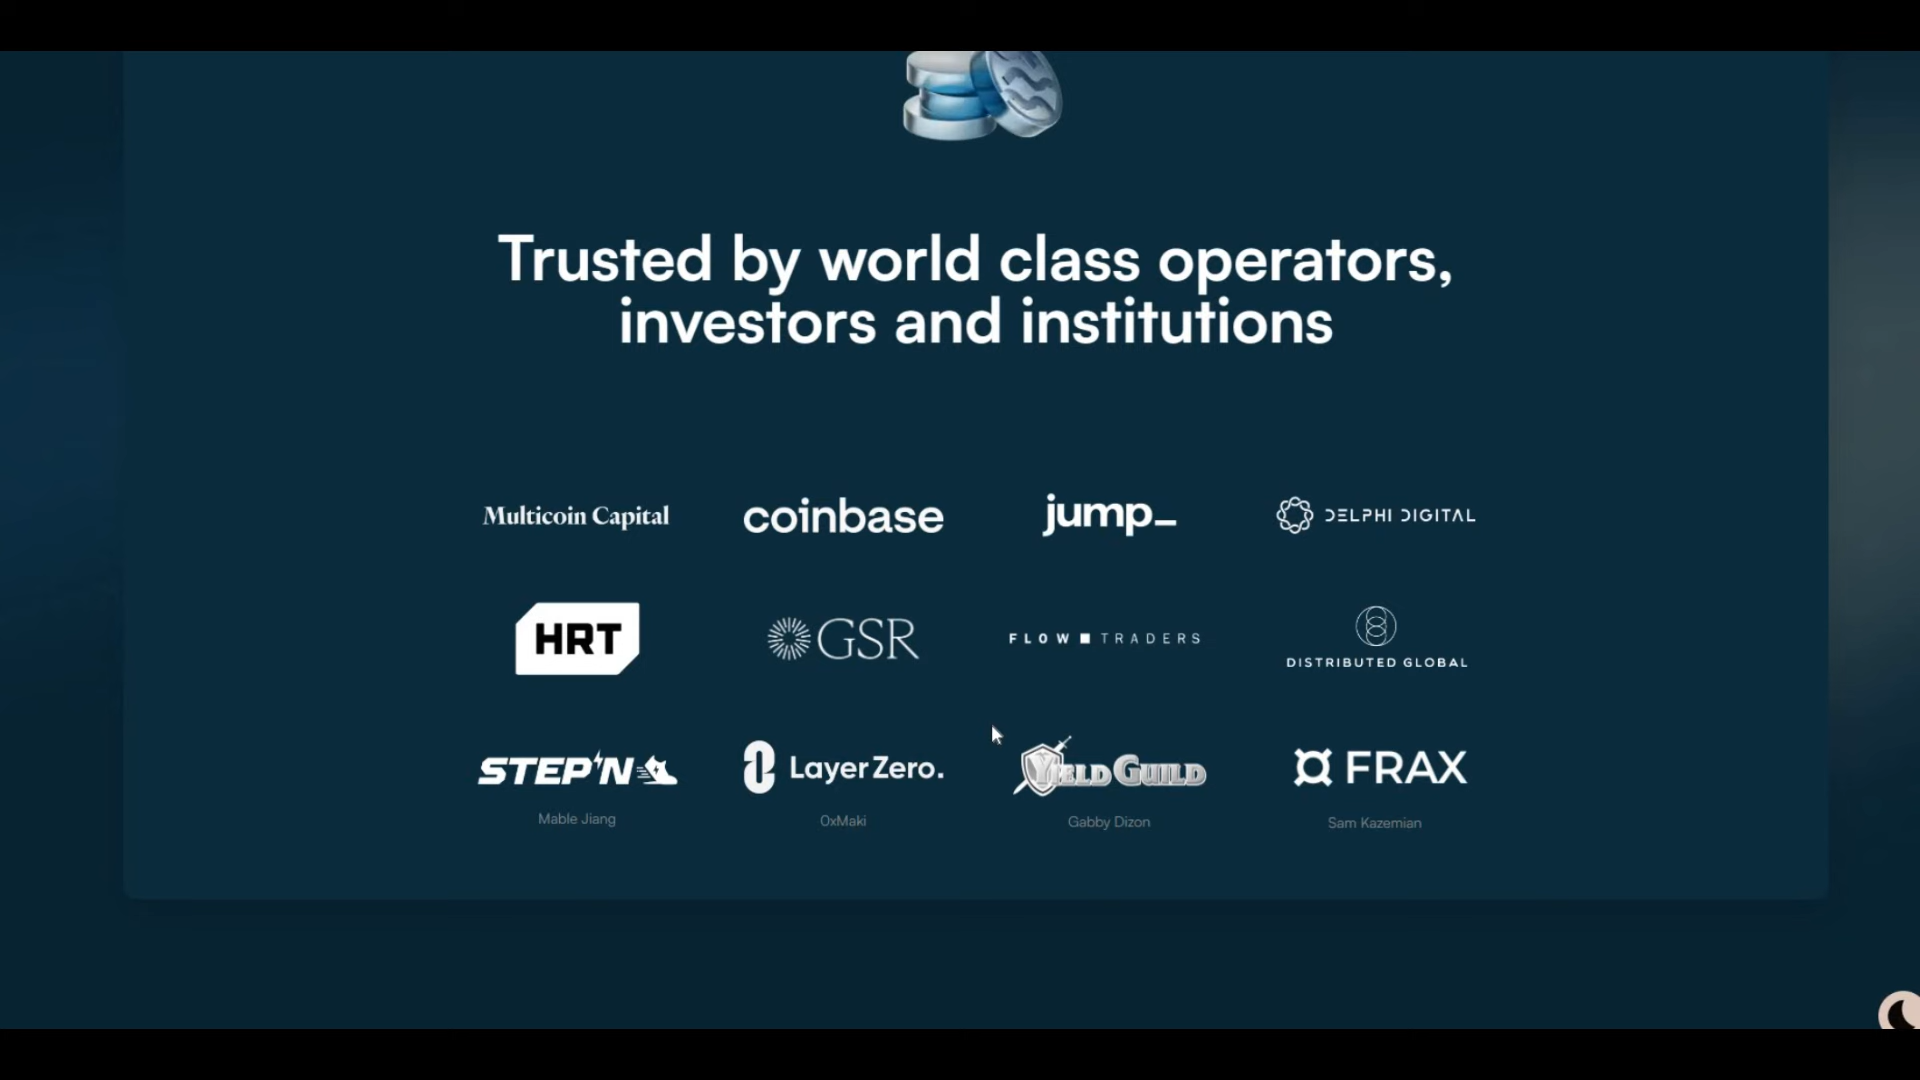 Trusted by world class operators,
investors and institutions
Multicoin Capital
coinbase
jump_
DELPHI DIGITAL
HRT
GSR
FLOW TRADERS
DISTRIBUTED GLOBAL
STEP'N
LayerZero.
YIELD GUILD
FRAX
Mable Jiang
0xMaki
Gabby Dizon
Sam Kazemian